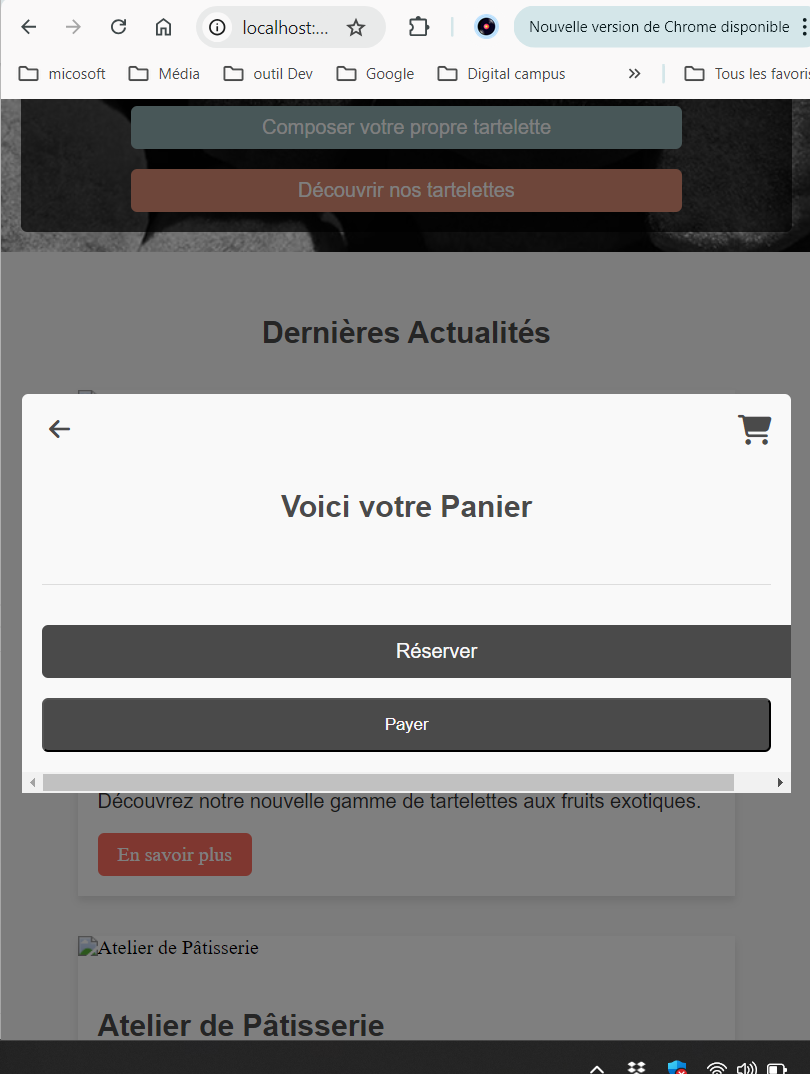 localhost:...
Nouvelle version de Chrome disponible
micosoft
Média
outil Dev
Google
Digital campus
Tous les favoris
Composer votre propre tartelette
Découvrir nos tartelettes
Dernières Actualités
Voici votre Panier
Réserver
Payer
Découvrez notre nouvelle gamme de tartelettes aux fruits exotiques.
En savoir plus
Atelier de Pâtisserie
Atelier de Pâtisserie